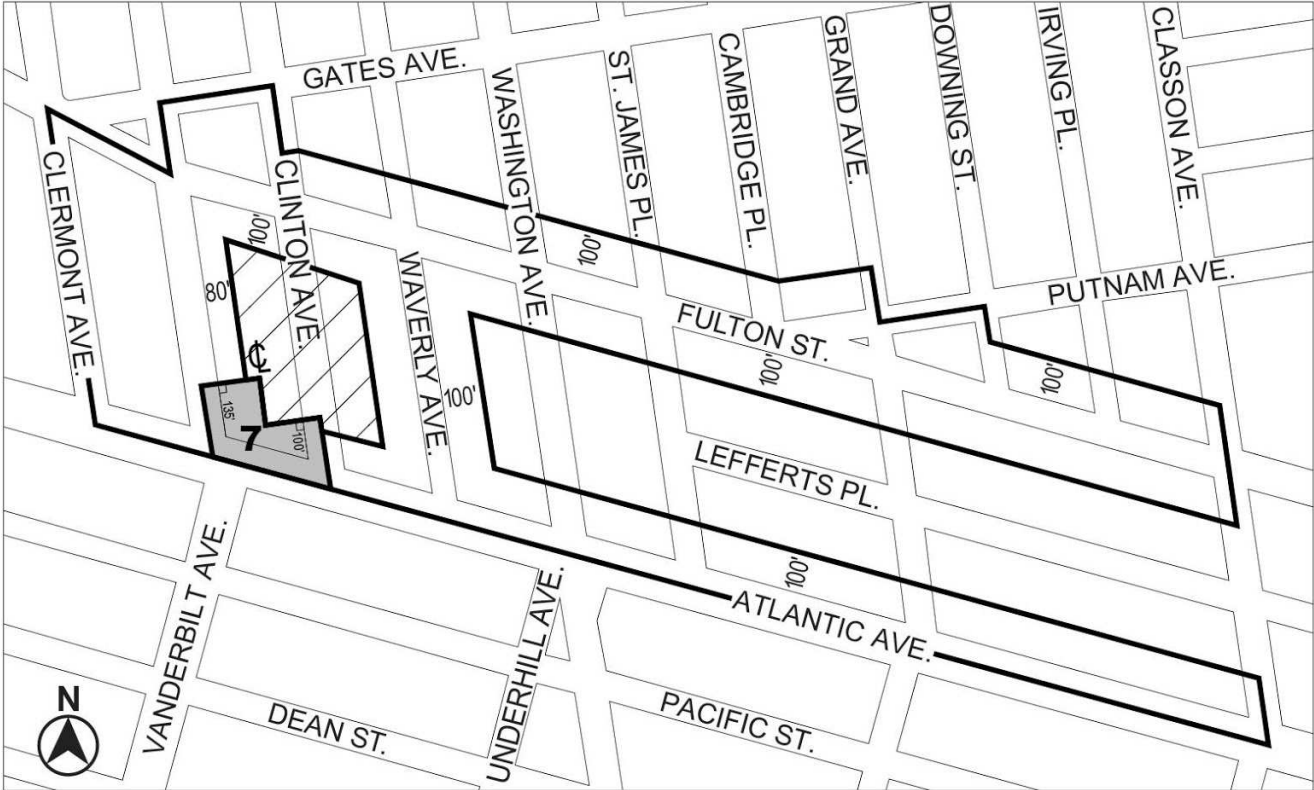 GATES AVE.
WASHINGTON AVE.
ST. JAMES PL.
CAMBRIDGE PL.
GRAND AVE.
DOWNING ST.
IRVING PL.
CLASSON AVE.
CLERMONT AVE.
100'
CLINTON AVE.
80'
℄
WAVERLY AVE.
100'
100'
FULTON ST.
100'
PUTNAM AVE.
100'
135'
7
100'
LEFFERTS PL.
100'
ATLANTIC AVE.
VANDERBILT AVE.
UNDERHILL AVE.
DEAN ST.
PACIFIC ST.
N